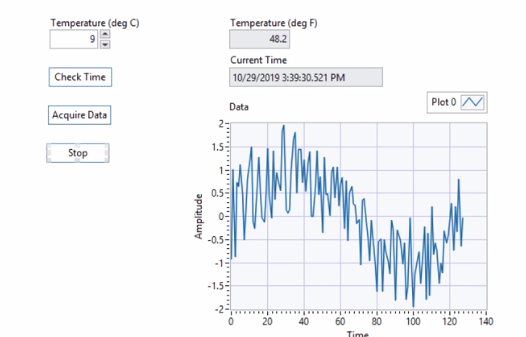 Temperature (deg C)
9
Temperature (deg F)
48.2
Current Time
10/29/2019 3:39:30.521 PM
Check Time
Acquire Data
Stop
Data
Plot 0
Amplitude
2
1.5
1
0.5
0
-0.5
-1
-1.5
-2
0 20 40 60 80 100 120 140
Time